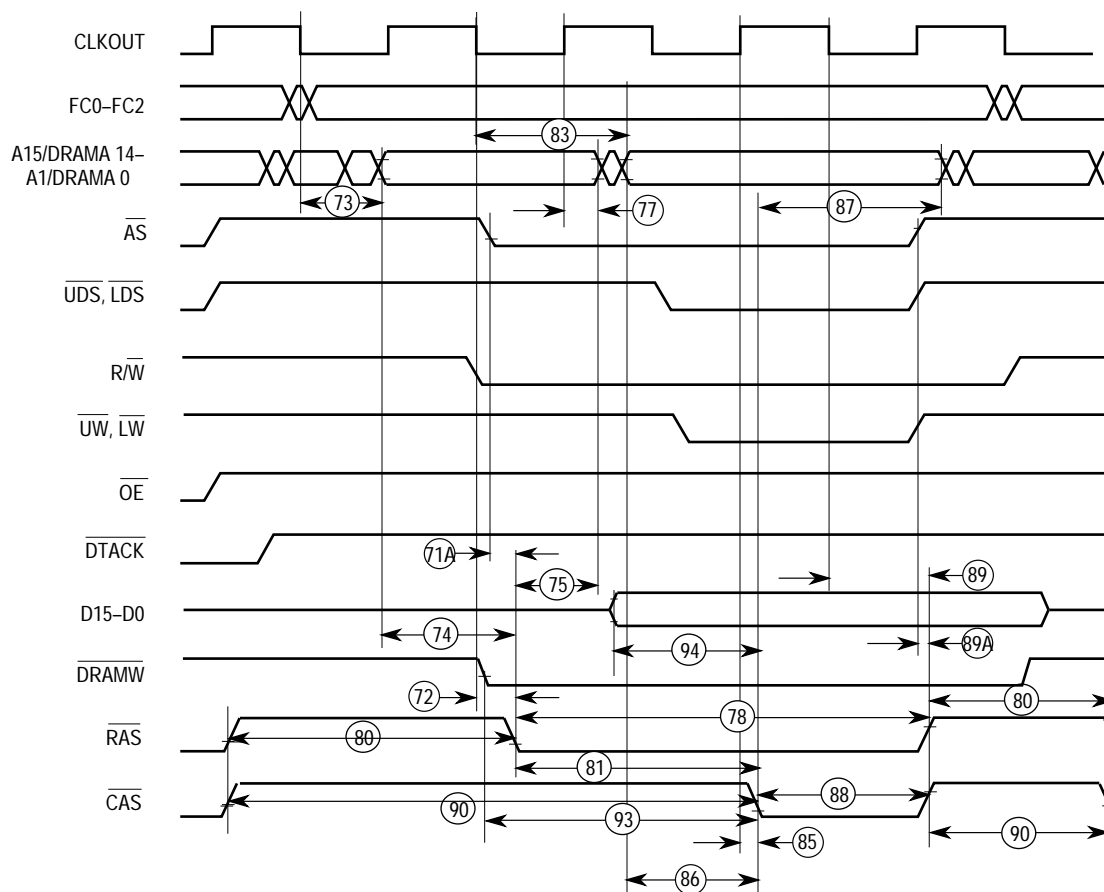 CLKOUT
FC0–FC2
83
A15/DRAMA 14–
A1/DRAMA 0
73
77
87
AS
UDS, LDS
R/W
UW, LW
OE
DTACK
71A
75
89
D15–D0
74
94
89A
DRAMW
72
78
80
RAS
80
81
CAS
88
90
93
90
85
86